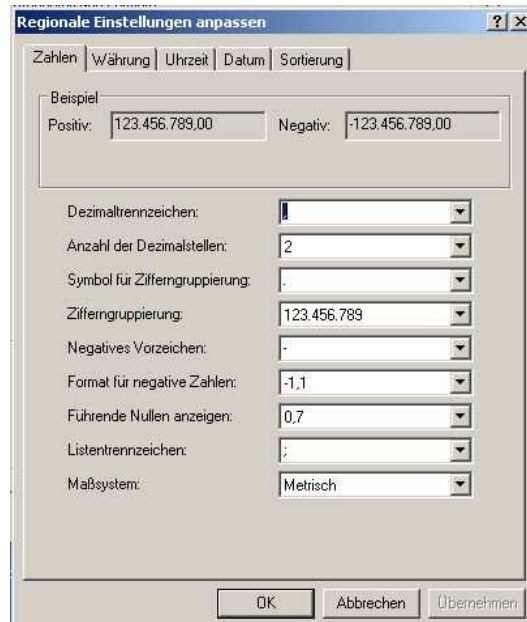 Regionale Einstellungen anpassen
Zahlen Währung Uhrzeit Datum Sortierung
Beispiel
Positiv: 123.456.789,00 Negativ: -123.456.789,00
Dezimaltrennzeichen: ,
Anzahl der Dezimalstellen: 2
Symbol für Zifferngruppierung: .
Zifferngruppierung: 123.456.789
Negatives Vorzeichen: -
Format für negative Zahlen: -1,1
Führende Nullen anzeigen: 0,7
Listentrennzeichen: ;
Maßsystem: Metrisch
OK Abbrechen Übernehmen